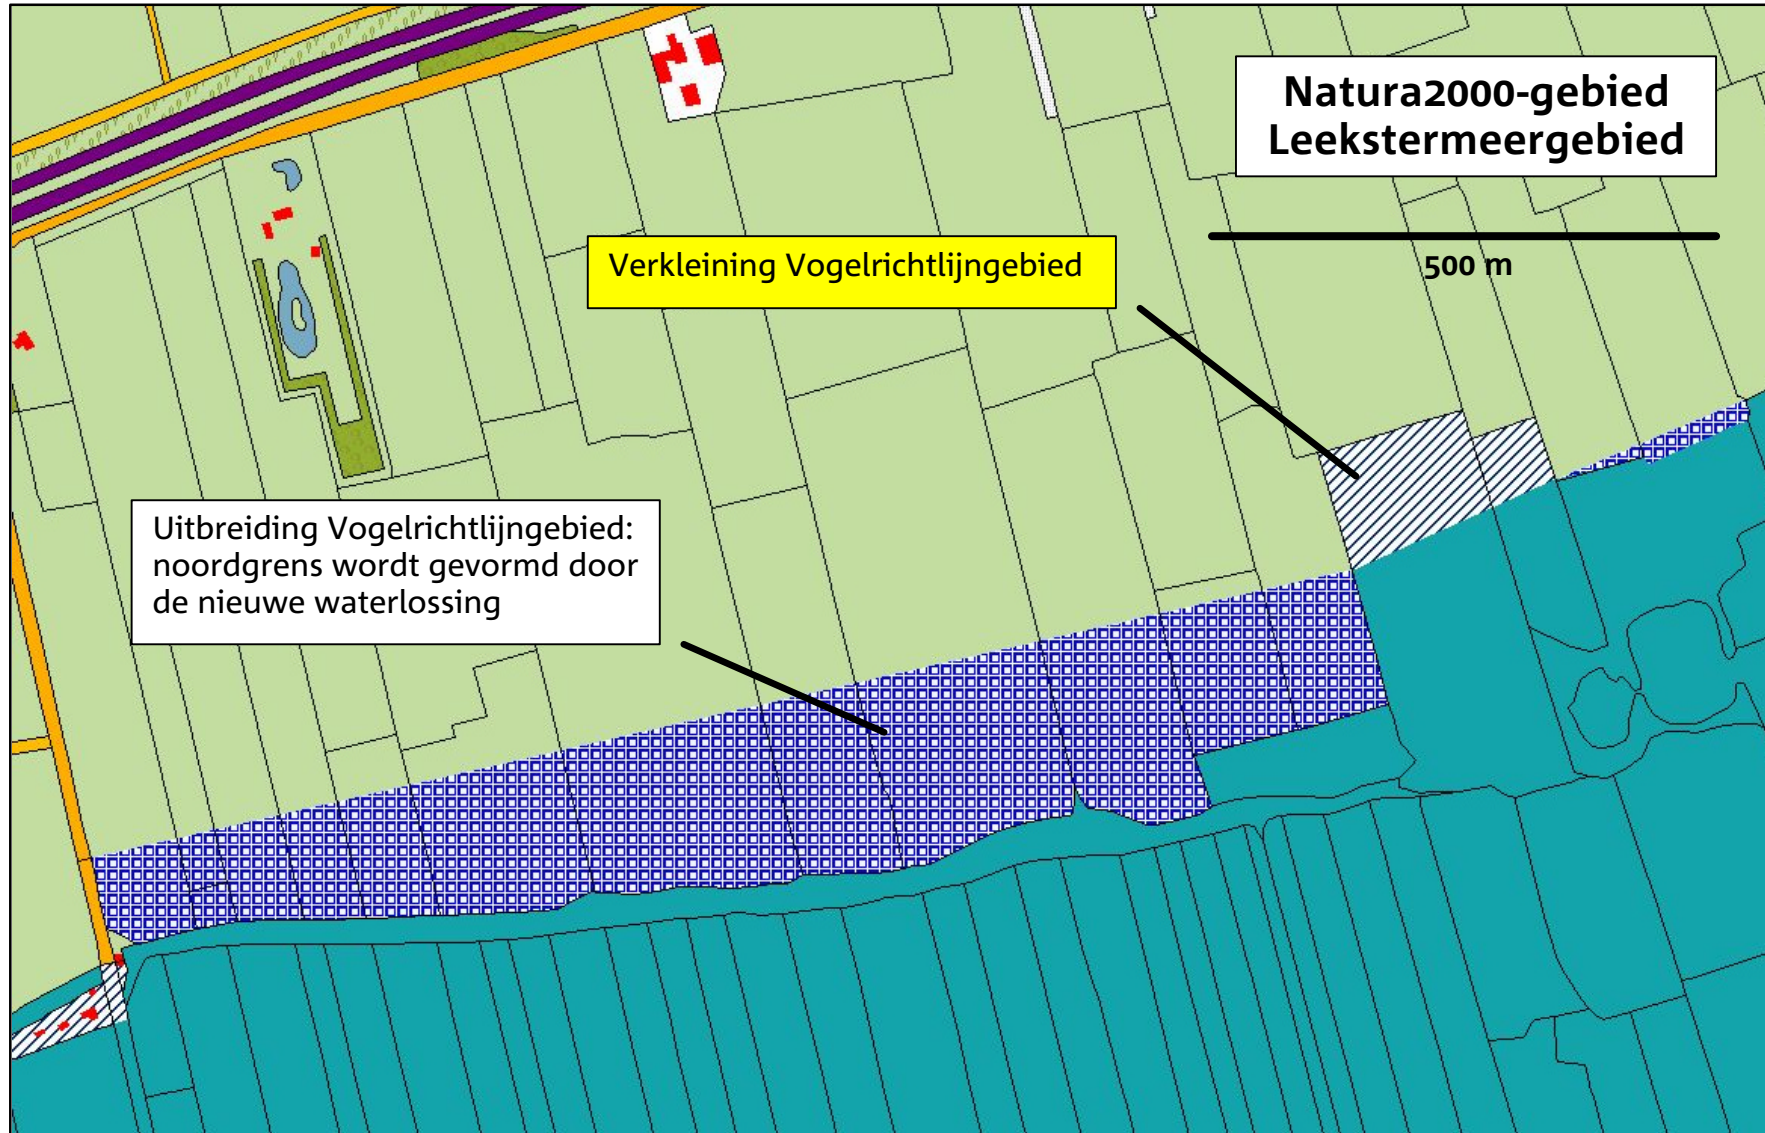 Natura2000-gebied
Leekstermeergebied
500 m
Verkleining Vogelrichtlijngebied
Uitbreiding Vogelrichtlijngebied:
noordgrens wordt gevormd door
de nieuwe waterlossing